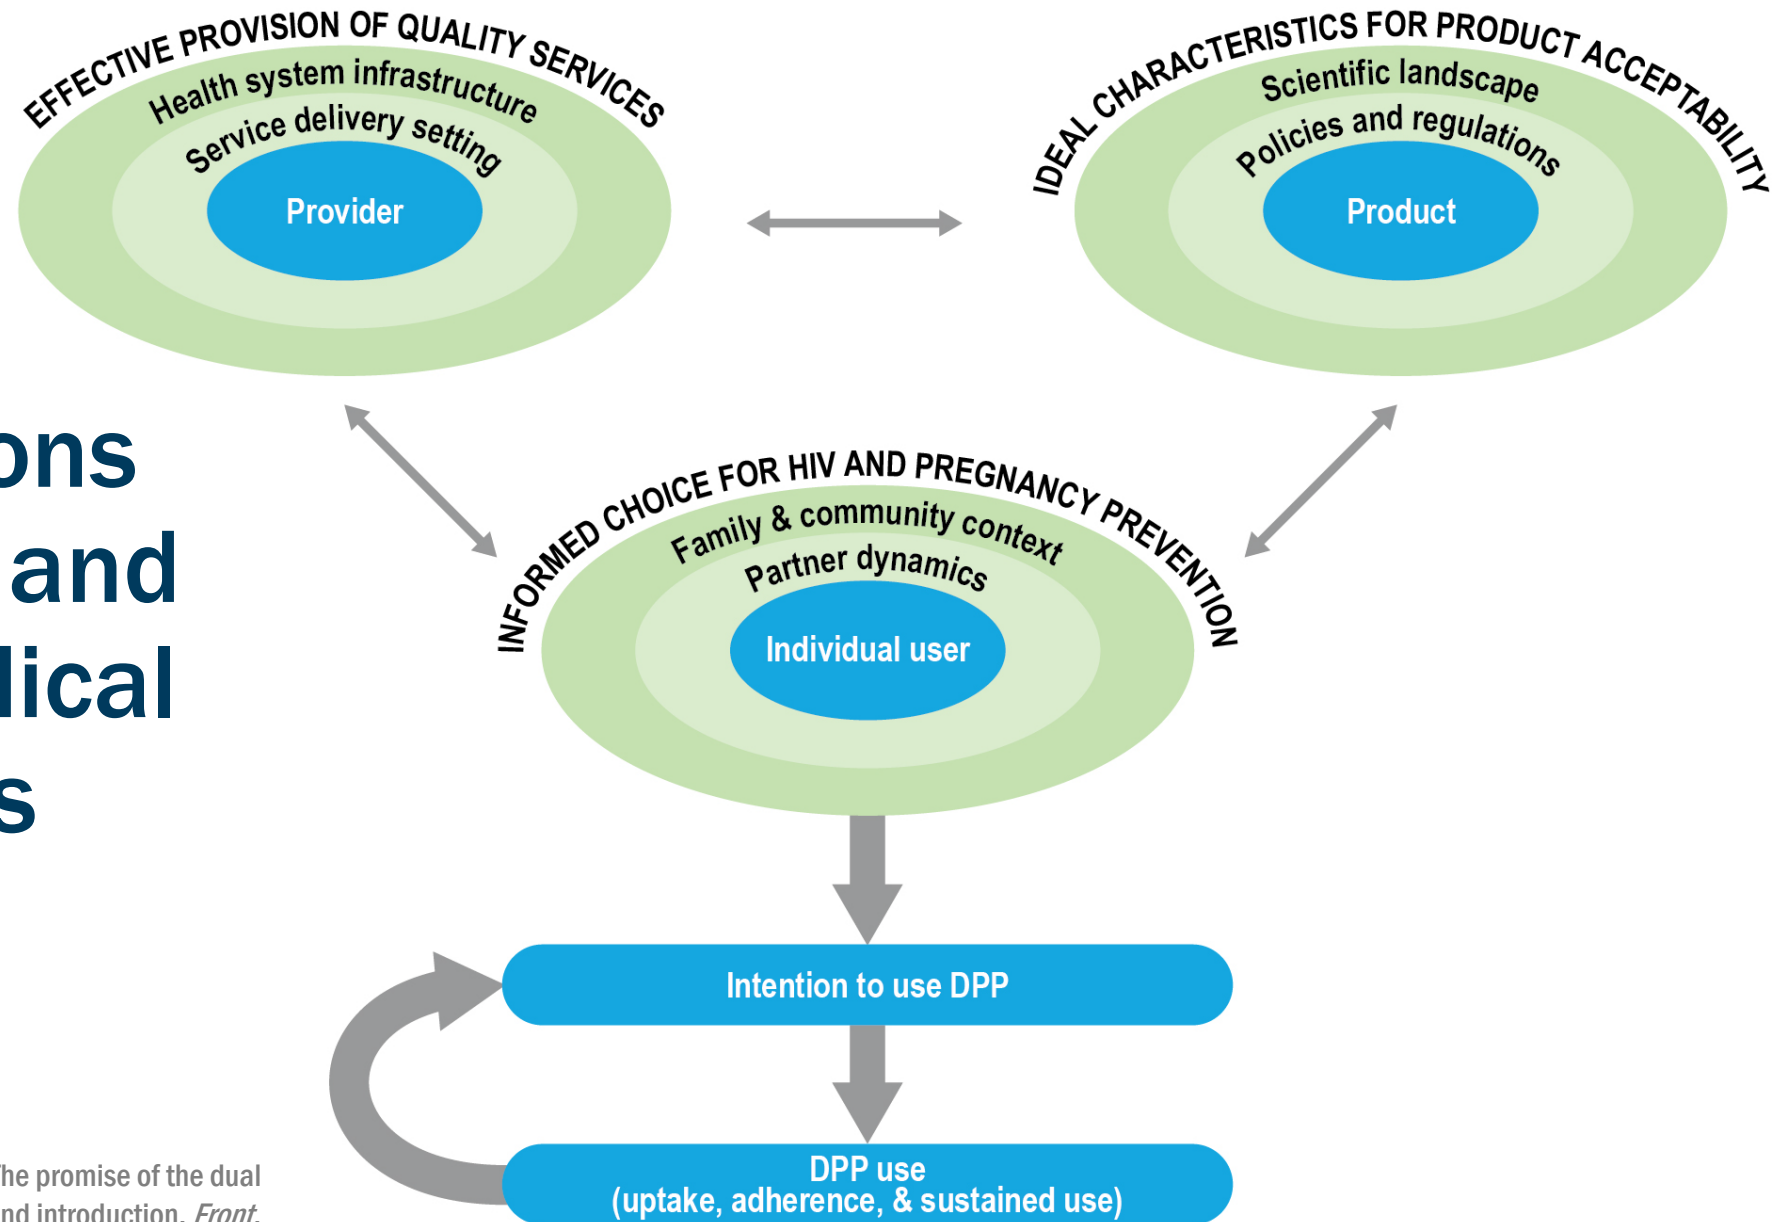 EFFECTIVE PROVISION OF QUALITY SERVICES
Health system infrastructure
Service delivery setting
Provider
IDEAL CHARACTERISTICS FOR PRODUCT ACCEPTABILITY
Scientific landscape
Policies and regulations
Product
ons
and
lical
s
INFORMED CHOICE FOR HIV AND PREGNANCY PREVENTION
Family & community context
Partner dynamics
Individual user
Intention to use DPP
DPP use
(uptake, adherence, & sustained use)
he promise of the dual
nd introduction. Front.